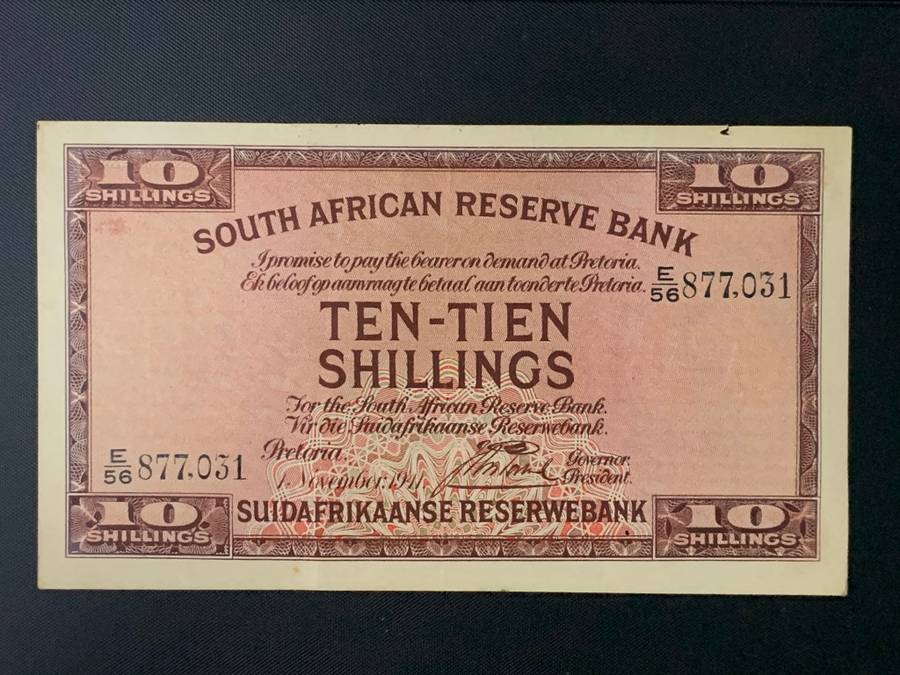 10 SHILLINGS
10 SHILLINGS
SOUTH AFRICAN RESERVE BANK
I promise to pay the bearer on demand at Pretoria.
Ek beloof op aanvraag te betaal aan toonder te Pretoria.
E/56 877,031
TEN-TIEN
SHILLINGS
For the South African Reserve Bank.
Vir die Suidafrikaanse Reserwebank.
Pretoria.
Governor.
E/56 877,031
1. November. 1941
President.
SUIDAFRIKAANSE RESERWEBANK
10 SHILLINGS
10 SHILLINGS